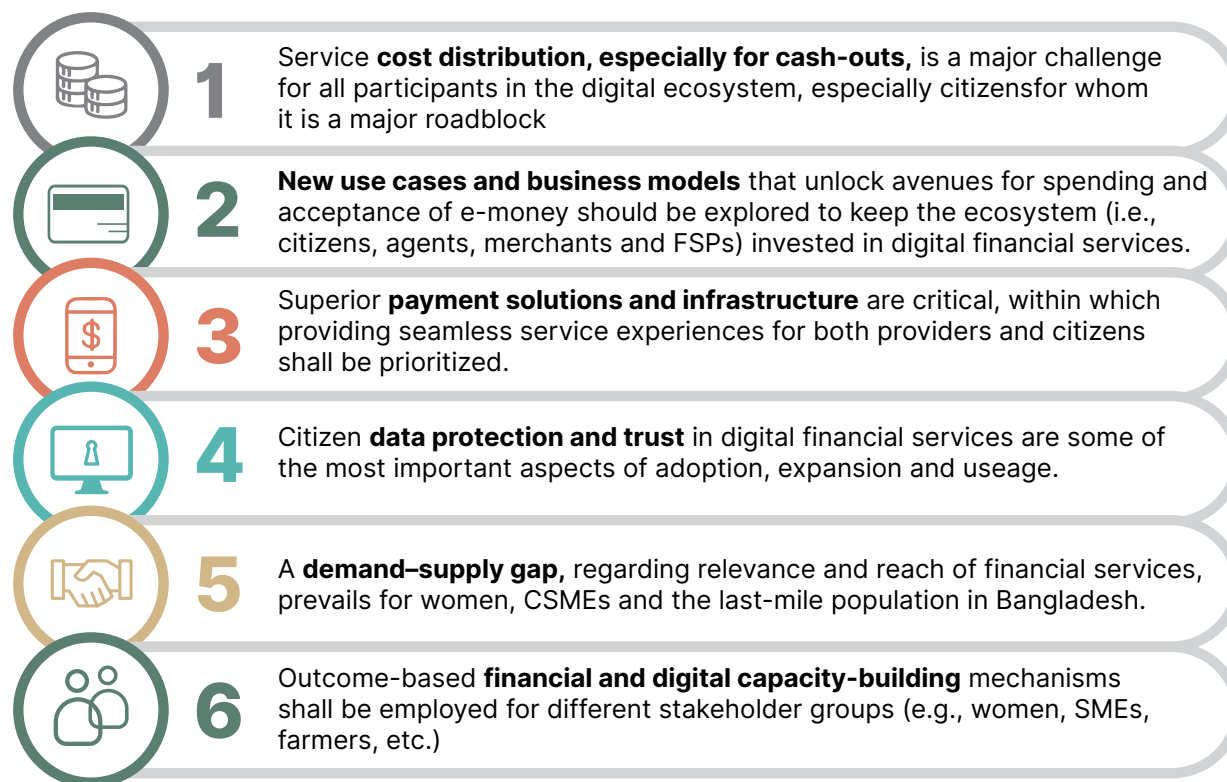 1
Service cost distribution, especially for cash-outs, is a major challenge
for all participants in the digital ecosystem, especially citizensfor whom
it is a major roadblock
2
New use cases and business models that unlock avenues for spending and
acceptance of e-money should be explored to keep the ecosystem (i.e.,
citizens, agents, merchants and FSPs) invested in digital financial services.
$
3
Superior payment solutions and infrastructure are critical, within which
providing seamless service experiences for both providers and citizens
shall be prioritized.
4
Citizen data protection and trust in digital financial services are some of
the most important aspects of adoption, expansion and useage.
5
A demand–supply gap, regarding relevance and reach of financial services,
prevails for women, CSMEs and the last-mile population in Bangladesh.
6
Outcome-based financial and digital capacity-building mechanisms
shall be employed for different stakeholder groups (e.g., women, SMEs,
farmers, etc.)